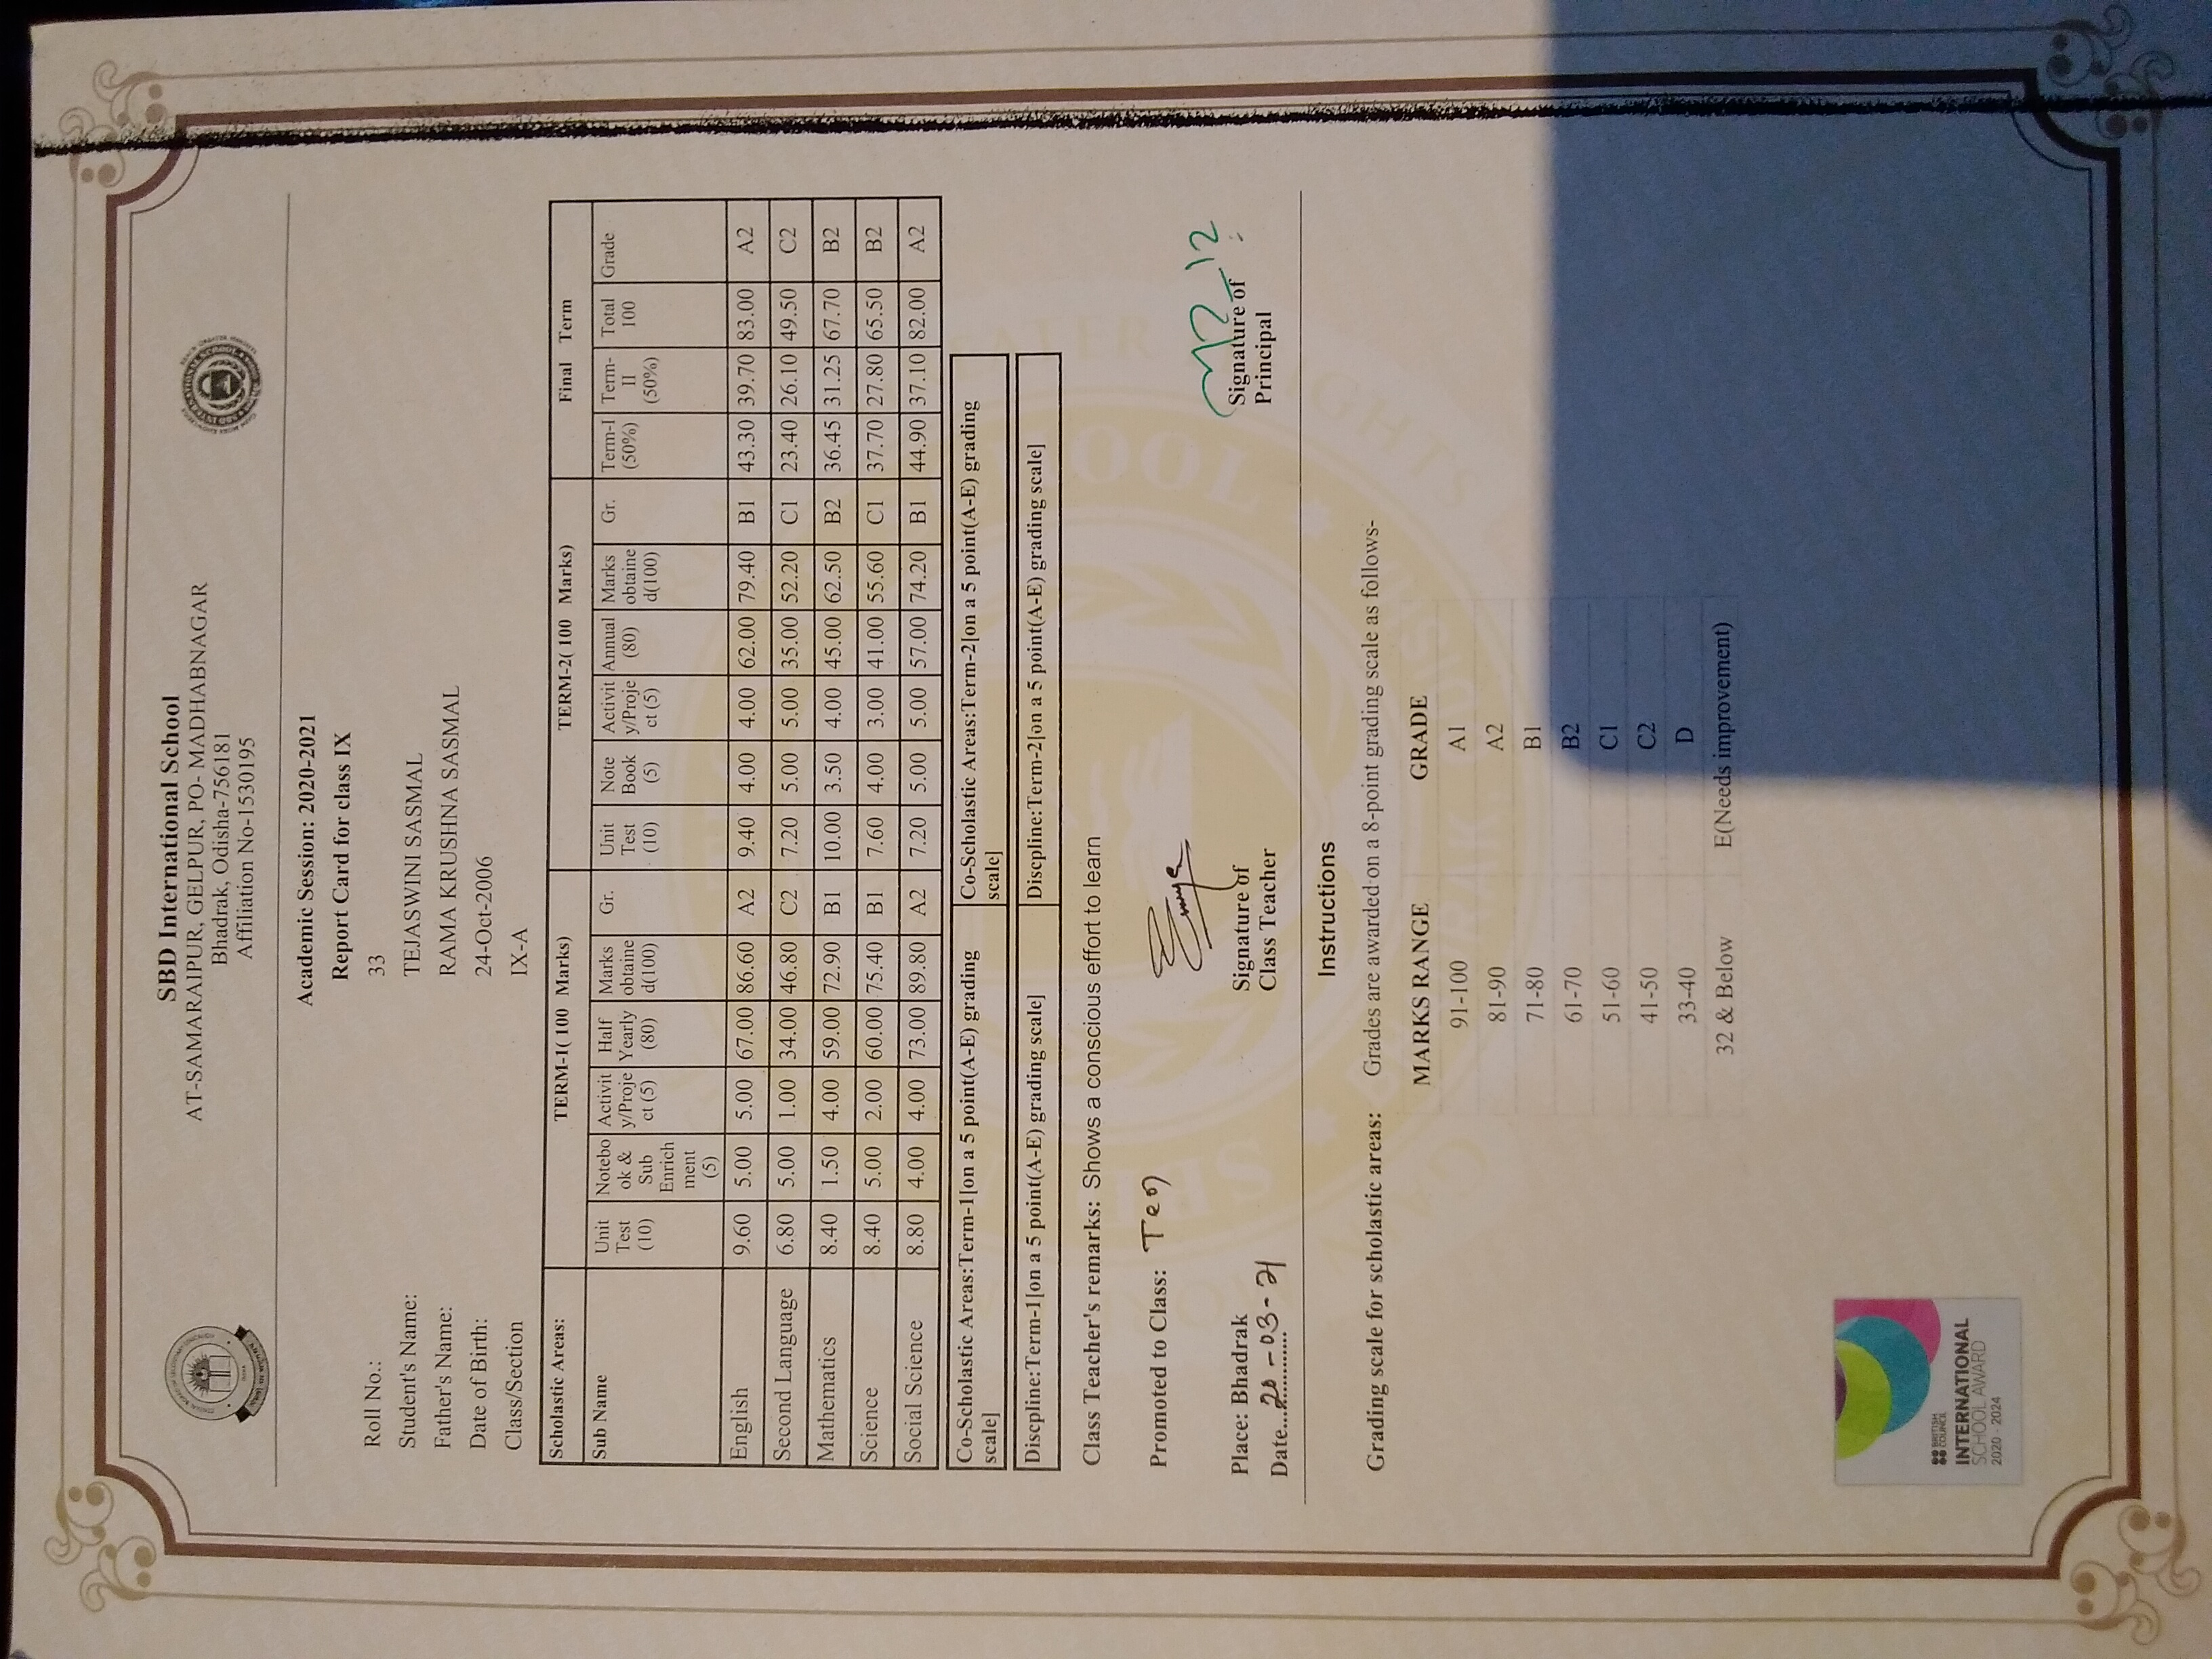 SBD International School
AT-SAMARAIPUR, GELPUR, PO- MADHABNAGAR
Bhadrak, Odisha-756181
Affiliation No-1530195
Academic Session: 2020-2021
Report Card for class IX
Roll No.: 33
Student's Name: TEJASWINI SASMAL
Father's Name: RAMA KRUSHNA SASMAL
Date of Birth: 24-Oct-2006
Class/Section IX-A
Scholastic Areas: TERM-1( 100 Marks) TERM-2( 100 Marks) Final Term
Sub Name Unit Test (10) Notebo ok & Sub Enrich ment (5) Activit y/Proje ct (5) Half Yearly (80) Marks obtaine d(100) Gr. Unit Test (10) Note Book (5) Activit y/Proje ct (5) Annual (80) Marks obtaine d(100) Gr. Term-I (50%) Term-II (50%) Total 100 Grade
English 9.60 5.00 5.00 67.00 86.60 A2 9.40 4.00 4.00 62.00 79.40 B1 43.30 39.70 83.00 A2
Second Language 6.80 5.00 1.00 34.00 46.80 C2 7.20 5.00 5.00 35.00 52.20 C1 23.40 26.10 49.50 C2
Mathematics 8.40 1.50 4.00 59.00 72.90 B1 10.00 3.50 4.00 45.00 62.50 B2 36.45 31.25 67.70 B2
Science 8.40 5.00 2.00 60.00 75.40 B1 7.60 4.00 3.00 41.00 55.60 C1 37.70 27.80 65.50 B2
Social Science 8.80 4.00 4.00 73.00 89.80 A2 7.20 5.00 5.00 57.00 74.20 B1 44.90 37.10 82.00 A2
Co-Scholastic Areas:Term-1[on a 5 point(A-E) grading scale] Co-Scholastic Areas:Term-2[on a 5 point(A-E) grading scale]
Discpline:Term-1[on a 5 point(A-E) grading scale] Discpline:Term-2[on a 5 point(A-E) grading scale]
Class Teacher's remarks: Shows a conscious effort to learn
Promoted to Class: Ten
Place: Bhadrak Signature of Signature of
Date...20-03-21 Class Teacher Principal
Instructions
Grading scale for scholastic areas: Grades are awarded on a 8-point grading scale as follows-
MARKS RANGE GRADE
91-100 A1
81-90 A2
71-80 B1
61-70 B2
51-60 C1
41-50 C2
33-40 D
32 & Below E(Needs improvement)
BRITISH COUNCIL
INTERNATIONAL
SCHOOL AWARD
2020 - 2024